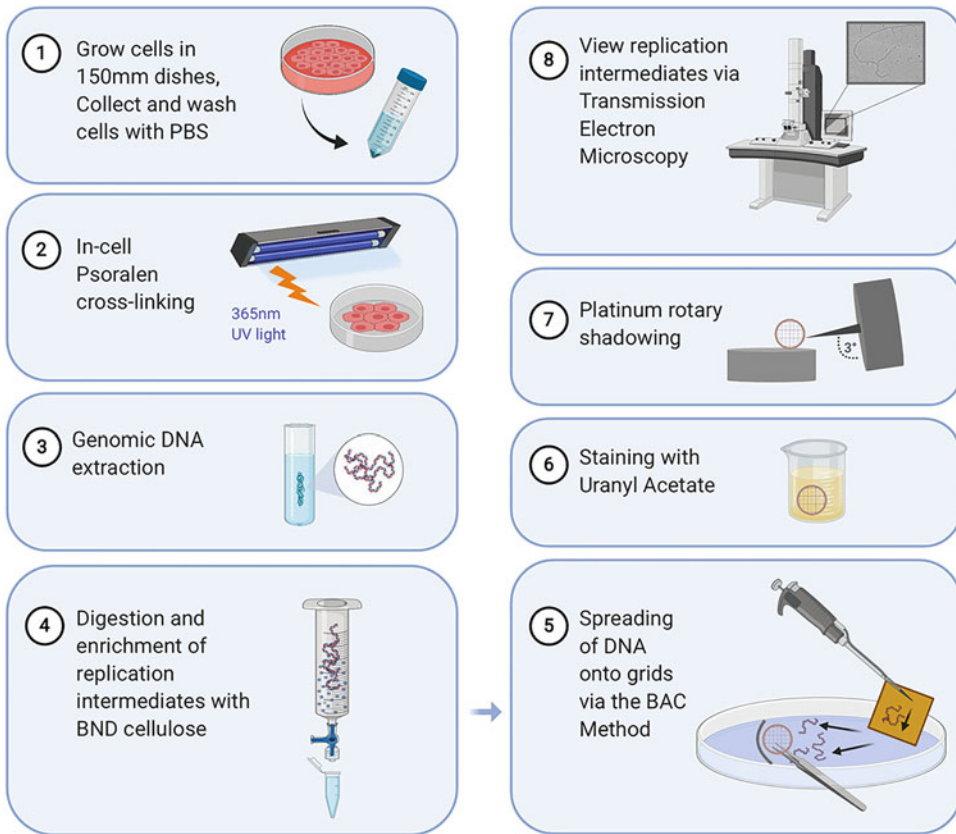 1
Grow cells in
150mm dishes,
Collect and wash
cells with PBS
2
In-cell
Psoralen
cross-linking
365nm
UV light
3
Genomic DNA
extraction
4
Digestion and
enrichment of
replication
intermediates with
BND cellulose
5
Spreading
of DNA
onto grids
via the BAC
Method
6
Staining with
Uranyl Acetate
7
Platinum rotary
shadowing
3°
8
View replication
intermediates via
Transmission
Electron
Microscopy